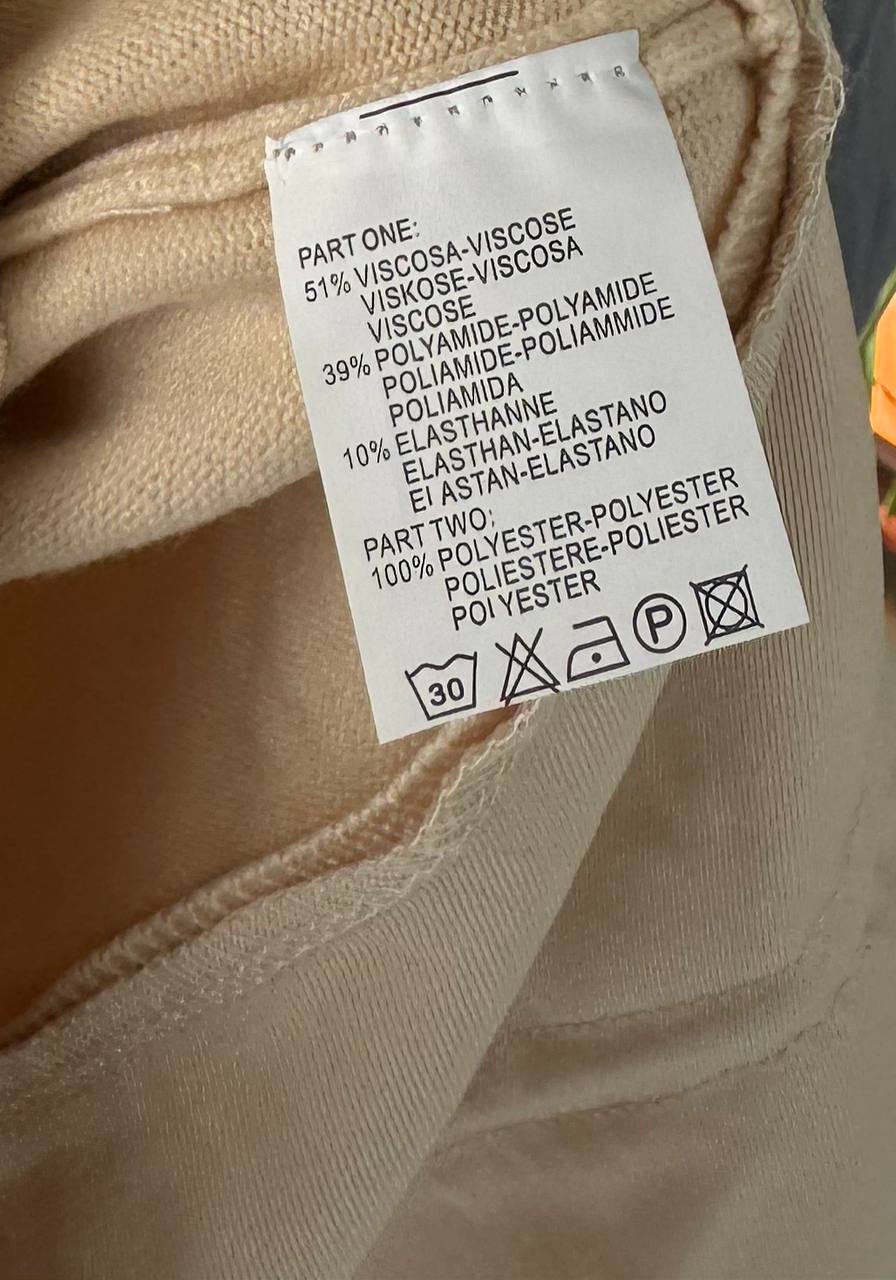 PART ONE:
51% VISCOSA-VISCOSE
VISKOSE-VISCOSA
VISCOSE
39% POLYAMIDE-POLYAMIDE
POLIAMIDE-POLIAMMIDE
POLIAMIDA
10% ELASTHANNE
ELASTHAN-ELASTANO
EI ASTAN-ELASTANO
PART TWO:
100% POLYESTER-POLYESTER
POLIESTERE-POLIESTER
POI YESTER
30 P